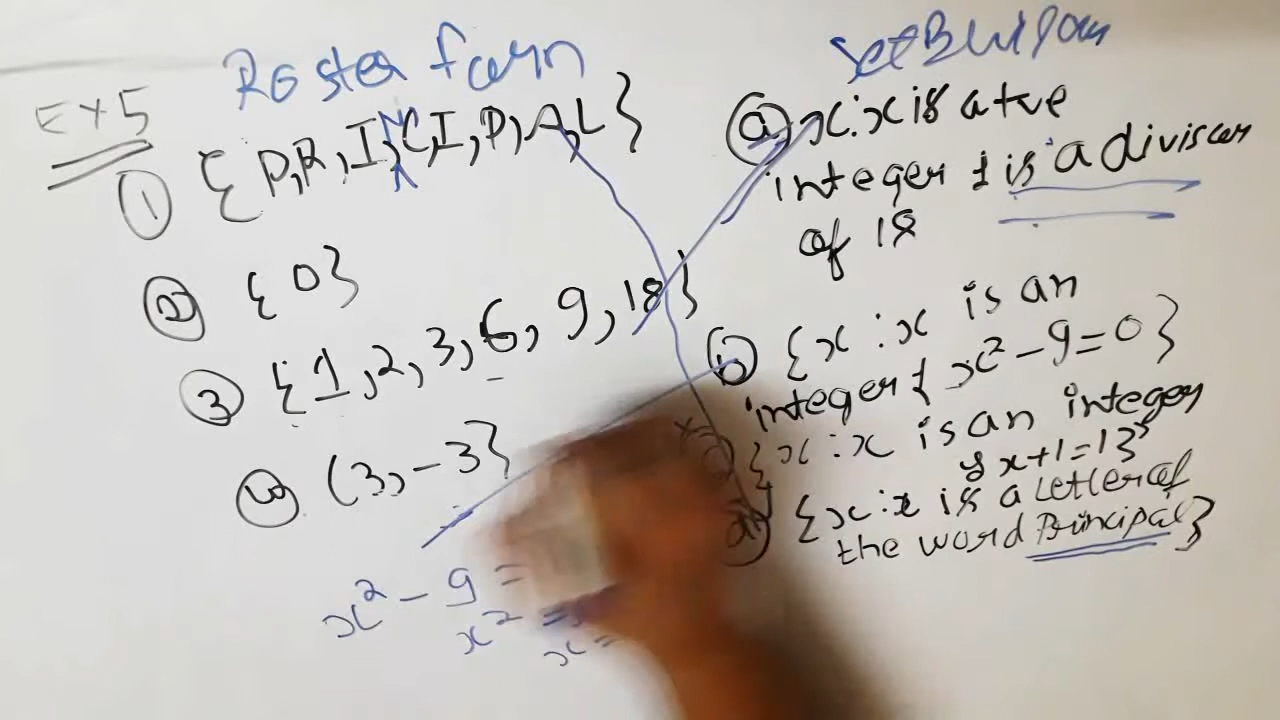 Roster form
Set Buil form
Ex 5
① { P, R, I, N, C, I, P, A, L }
② { 0 }
③ { 1, 2, 3, 6, 9, 18 }
④ (3, -3}
x² - 9 =
x² =
x =
ⓐ x : x is a +ve
integer & is a divisor
of 18
ⓑ {x : x is an
integer & x² - 9 = 0}
{x : x is an integer
& x + 1 = 1}
ⓓ {x : x is a letter of
the word Principal}